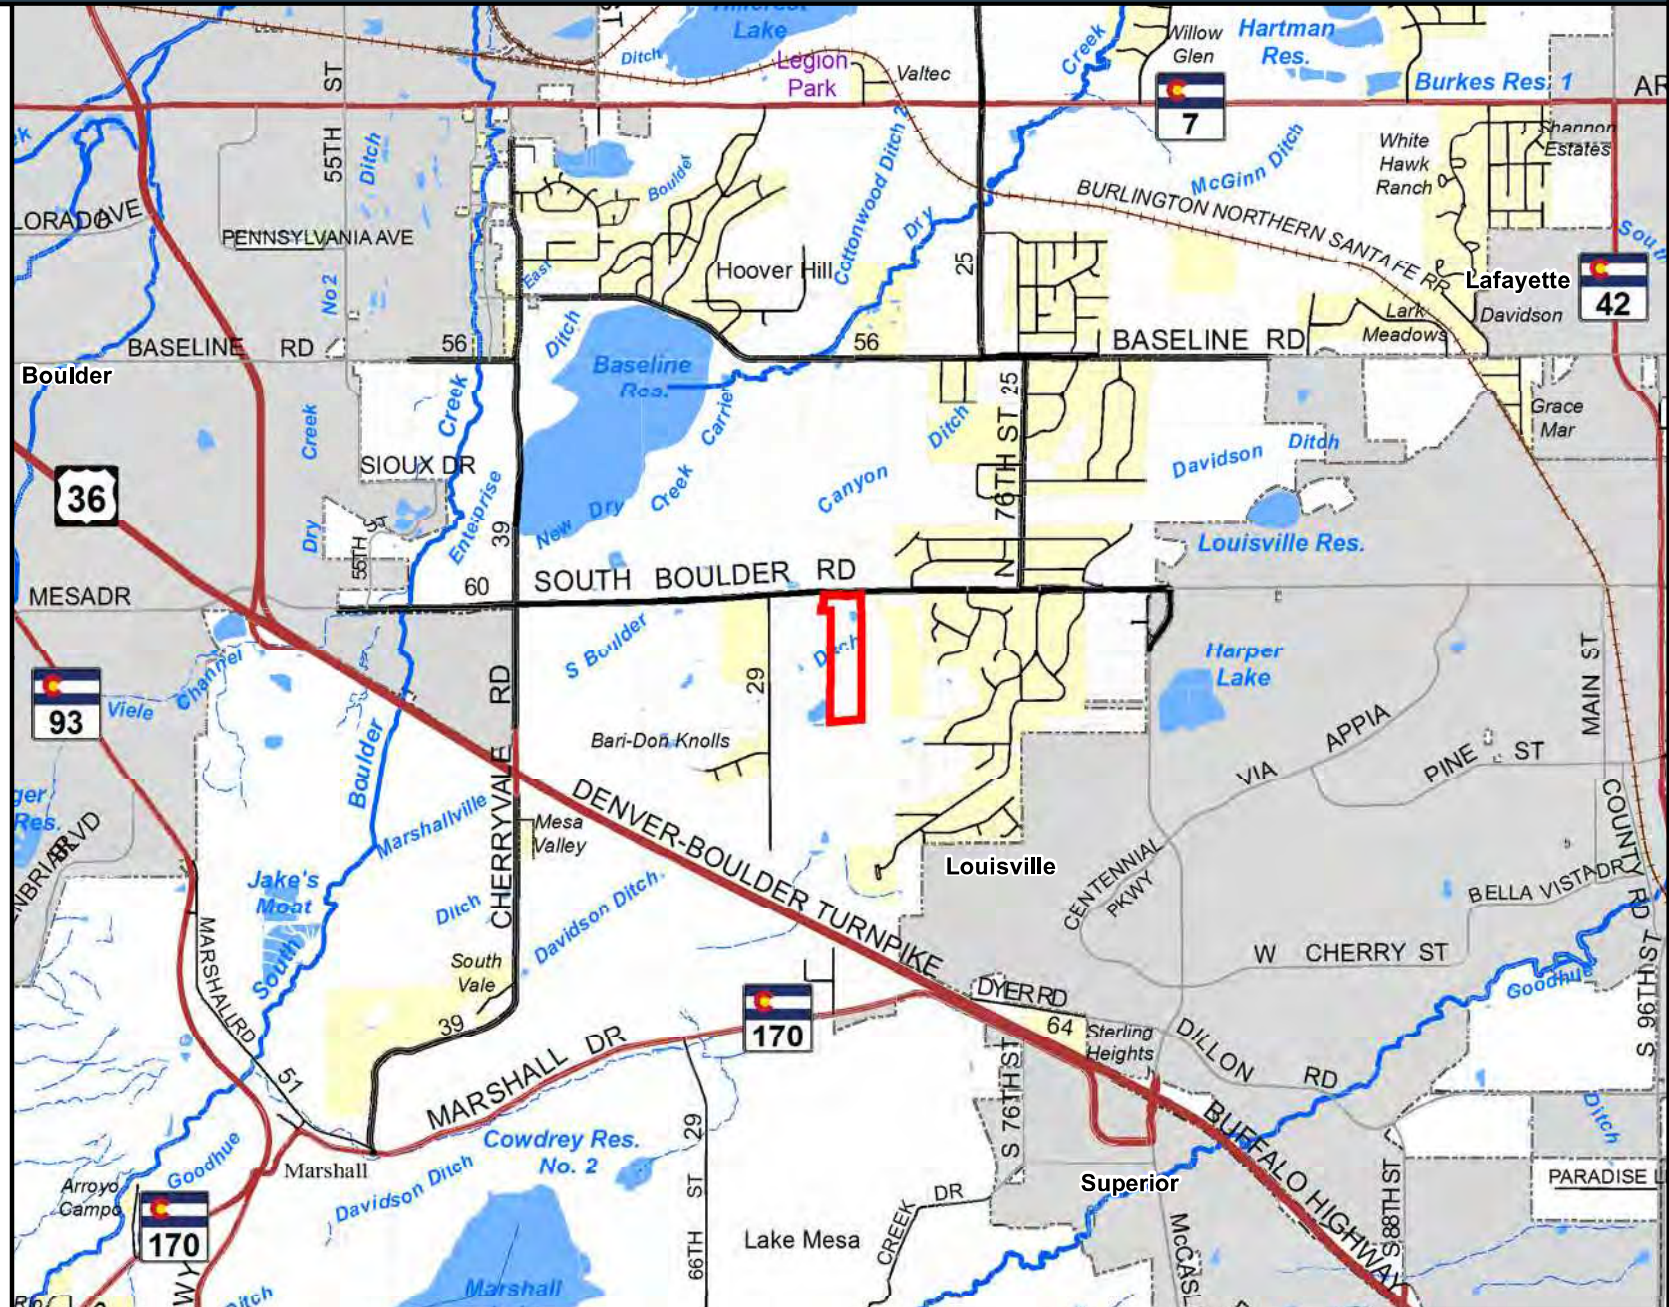 Hillcrest
Lake
ST
Ditch
Legion
Park
Valtec
Creek
Willow
Glen
Hartman
Res.
Burkes Res. 1
7
55TH ST
Ditch
No 2
Boulder
Cottonwood Ditch 2
Dry
McGinn Ditch
White
Hawk
Ranch
Shannon
Estates
AVE
PENNSYLVANIA AVE
East
Hoover Hill
25
BURLINGTON NORTHERN SANTA FE RR
Lafayette
42
South
Davidson
Lark
Meadows
BASELINE RD
56
Ditch
56
BASELINE RD
Boulder
Baseline
Res.
Creek
Dry Creek
Carrier
Ditch
76TH ST 25
N
Grace
Mar
Davidson Ditch
SIOUX DR
36
55TH ST
Enterprise
39
New Dry Creek
Canyon
Louisville Res.
MESADR
60
SOUTH BOULDER RD
S Boulder
Ditch
29
Harper
Lake
MAIN ST
93
Viele Channel
Boulder
CHERRYVALE RD
Bari-Don Knolls
VIA APPIA
PINE ST
COUNTY RD
Marshallville
Ditch
Mesa
Valley
DENVER-BOULDER TURNPIKE
Louisville
CENTENNIAL
PKWY
BELLA VISTA DR
Jake's
Moat
South
MARSHALL RD
Davidson Ditch
W CHERRY ST
South
Vale
39
Goodhue
S 96TH ST
170
DYER RD
64
Sterling
Heights
DILLON RD
MARSHALL DR
51
S 76TH ST
BUFFALO HIGHWAY
Ditch
Goodhue
Marshall
Cowdrey Res.
No. 2
Davidson Ditch
29
66TH ST
Superior
S 88TH ST
Arroyo
Campo
170
Lake Mesa
CREEK DR
Marshall
Ditch